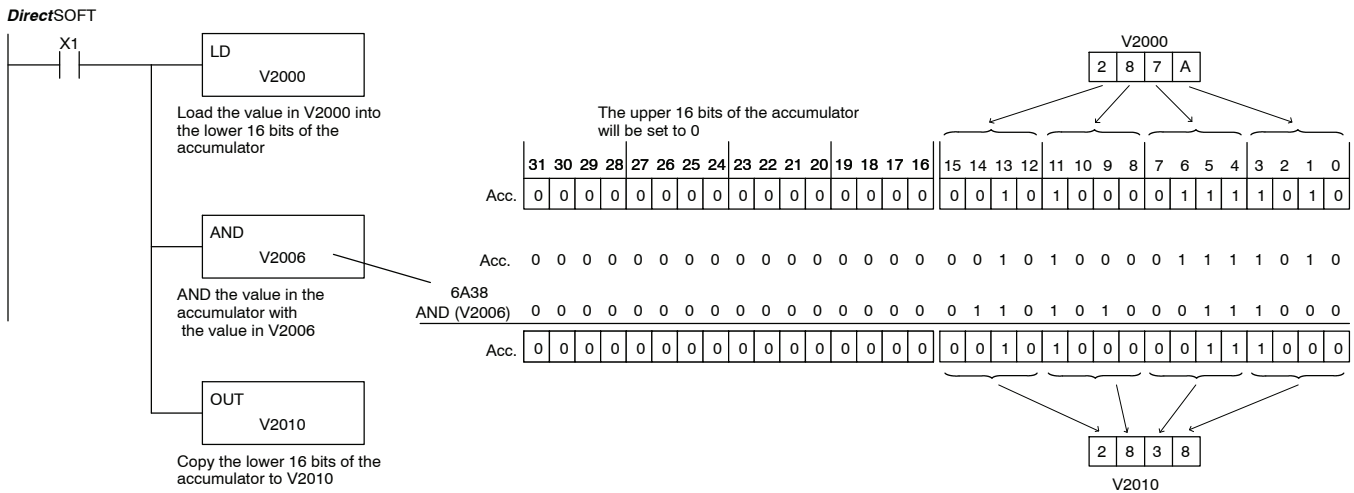 DirectSOFT
X1
LD
V2000
Load the value in V2000 into
the lower 16 bits of the
accumulator
The upper 16 bits of the accumulator
will be set to 0
V2000
2 8 7 A
31 30 29 28 27 26 25 24 23 22 21 20 19 18 17 16 15 14 13 12 11 10 9 8 7 6 5 4 3 2 1 0
Acc. 0 0 0 0 0 0 0 0 0 0 0 0 0 0 0 0 0 0 1 0 1 0 0 0 0 1 1 1 1 0 1 0
AND
V2006
AND the value in the
accumulator with
the value in V2006
Acc. 0 0 0 0 0 0 0 0 0 0 0 0 0 0 0 0 0 0 1 0 1 0 0 0 0 1 1 1 1 0 1 0
6A38
AND (V2006) 0 0 0 0 0 0 0 0 0 0 0 0 0 0 0 0 0 1 1 0 1 0 1 0 0 0 1 1 1 0 0 0
Acc. 0 0 0 0 0 0 0 0 0 0 0 0 0 0 0 0 0 0 1 0 1 0 0 0 0 0 1 1 1 0 0 0
OUT
V2010
Copy the lower 16 bits of the
accumulator to V2010
2 8 3 8
V2010